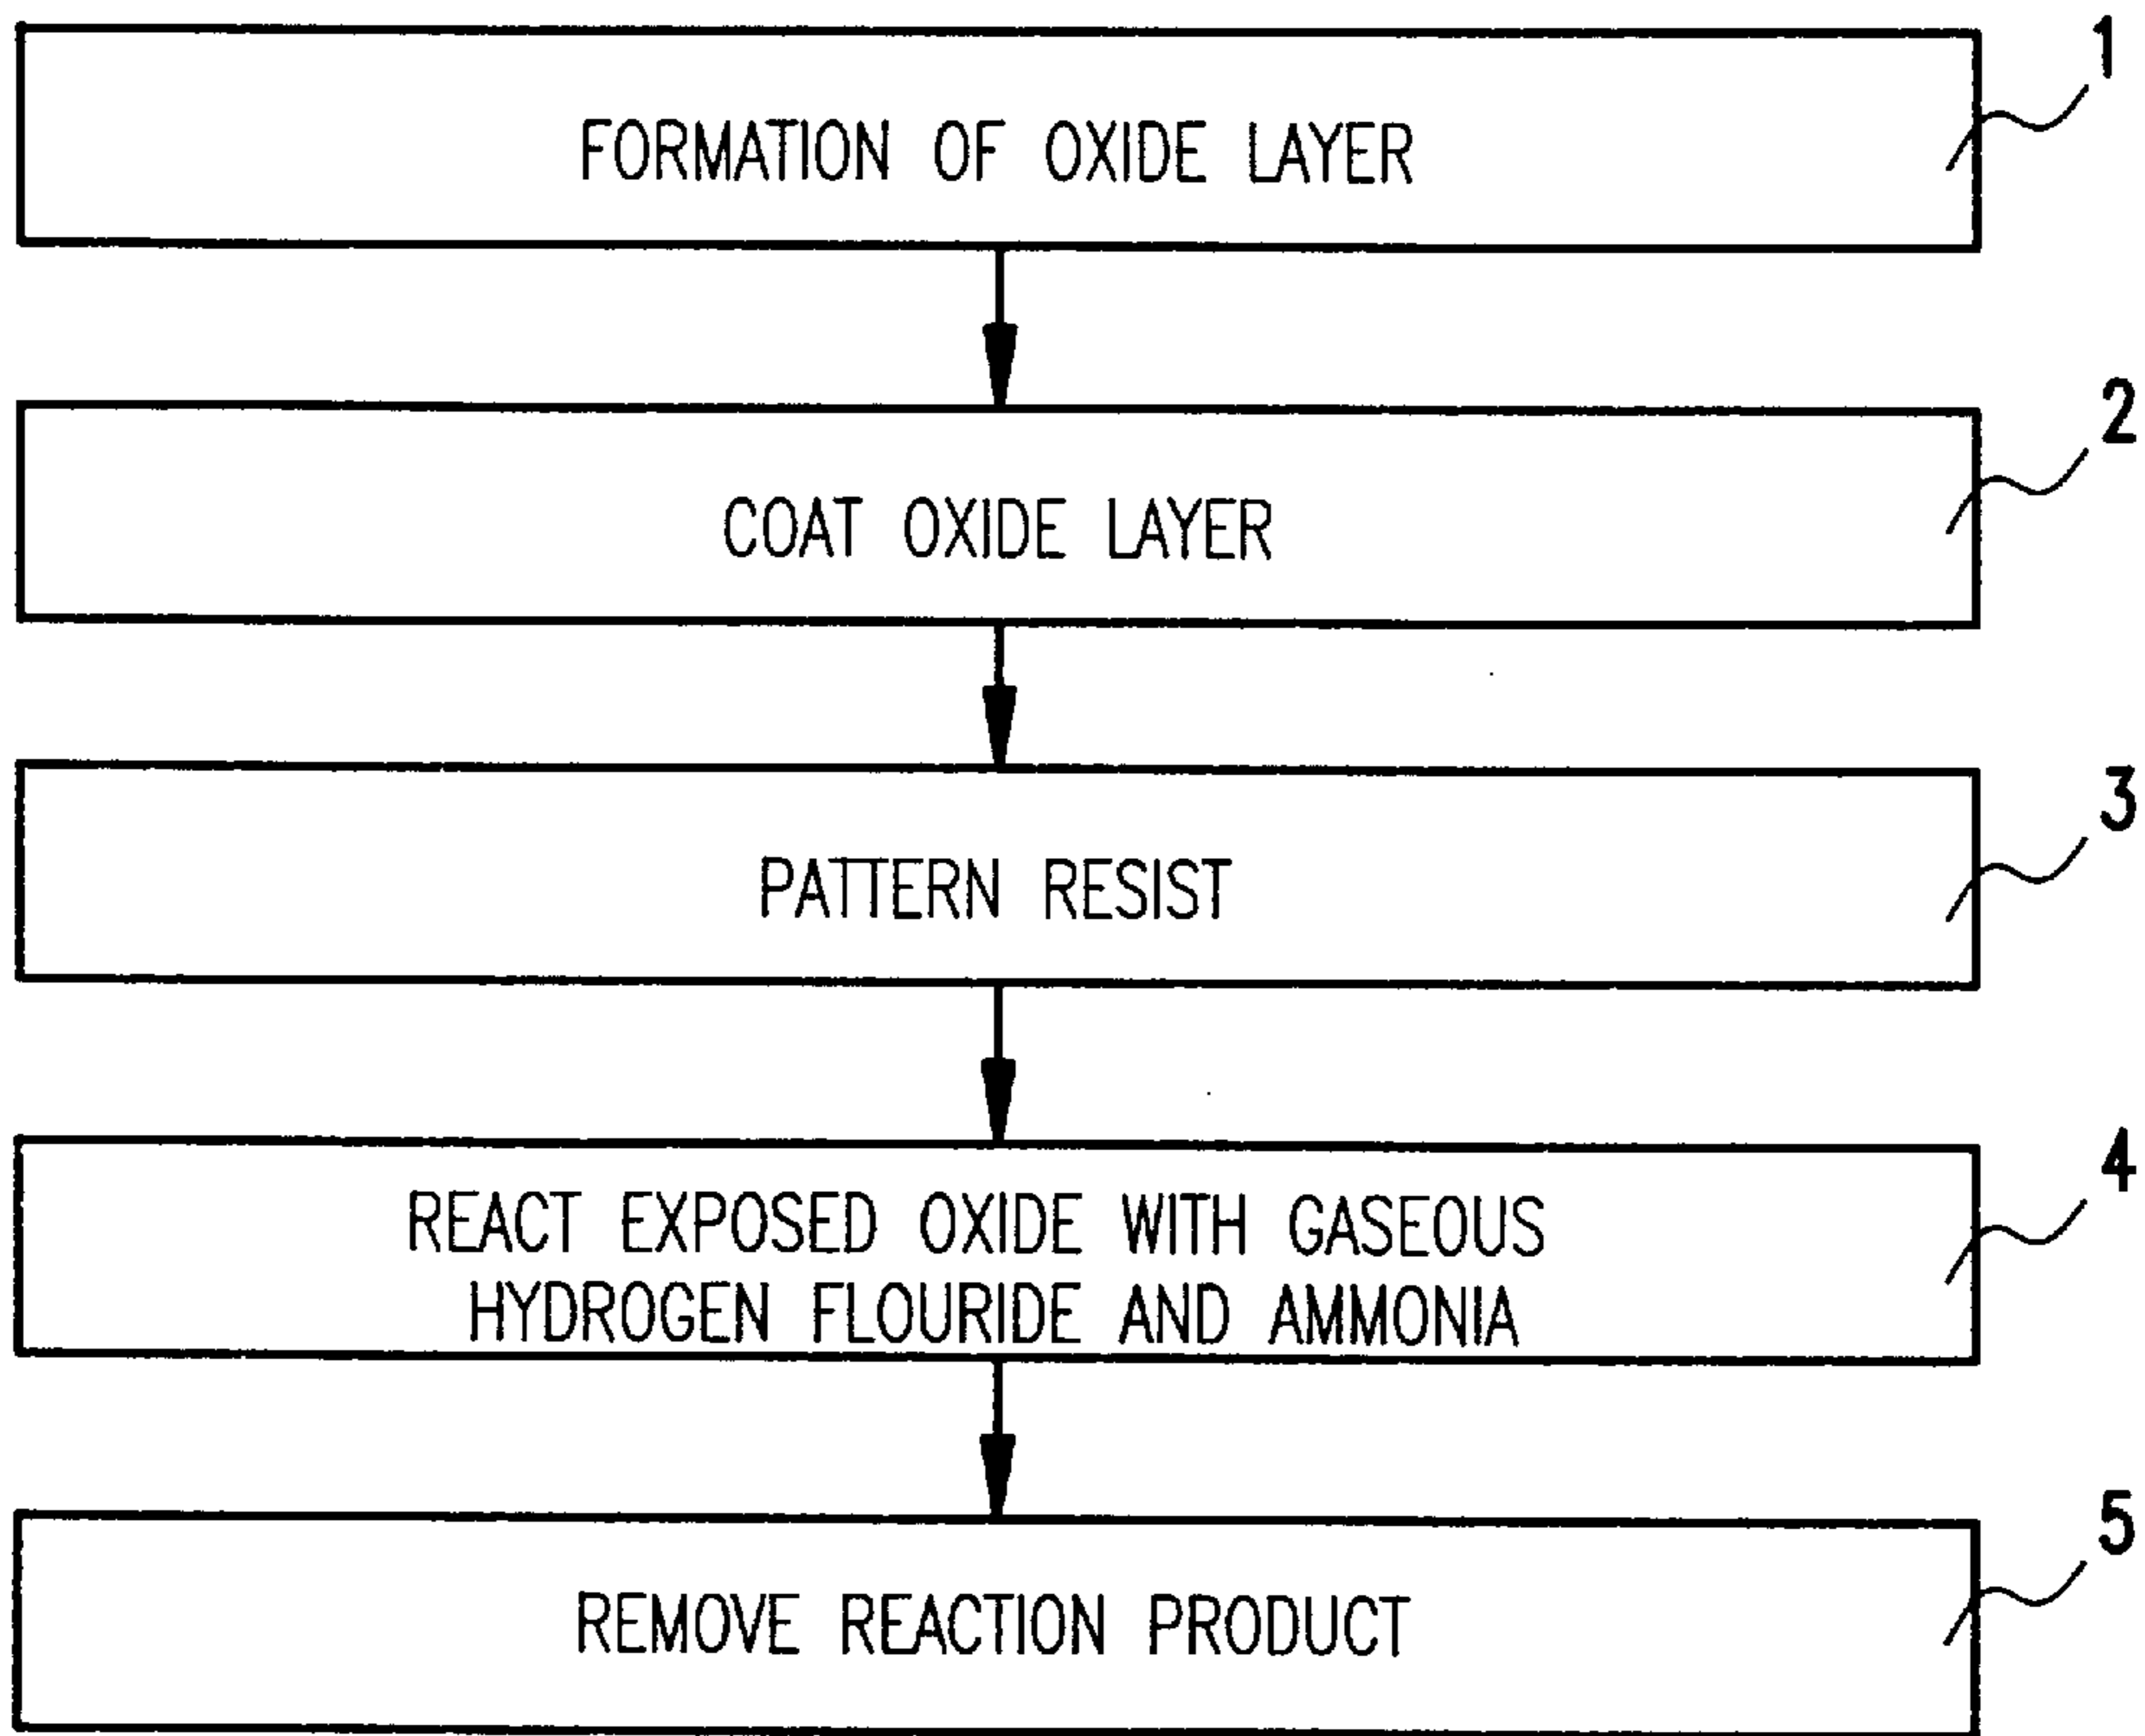 1
FORMATION OF OXIDE LAYER
2
COAT OXIDE LAYER
3
PATTERN RESIST
4
REACT EXPOSED OXIDE WITH GASEOUS
HYDROGEN FLOURIDE AND AMMONIA
5
REMOVE REACTION PRODUCT